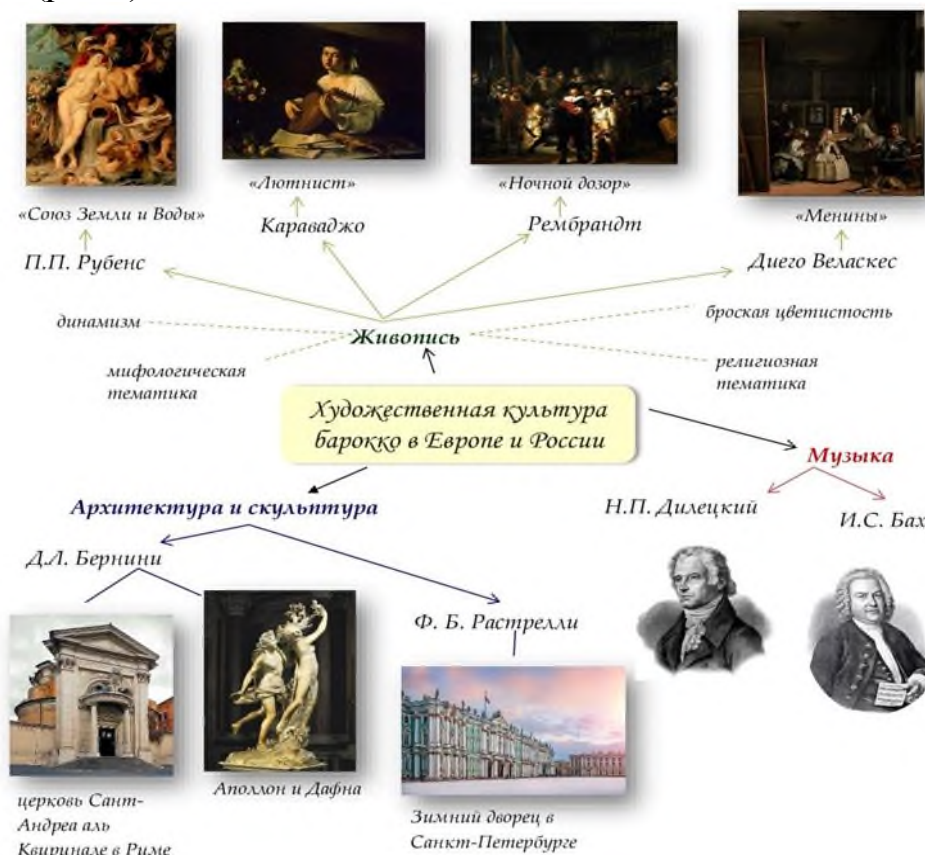 «Союз Земли и Воды»
«Лютнист»
«Ночной дозор»
«Менины»
П.П. Рубенс
Караваджо
Рембрандт
Диего Веласкес
динамизм
Живопись
броская цветистость
мифологическая
тематика
религиозная
тематика
Художественная культура
барокко в Европе и России
Музыка
Н.П. Дилецкий
И.С. Бах
Архитектура и скульптура
Д.Л. Бернини
Ф. Б. Растрелли
церковь Сант-
Андреа аль
Квиринале в Риме
Аполлон и Дафна
Зимний дворец в
Санкт-Петербурге